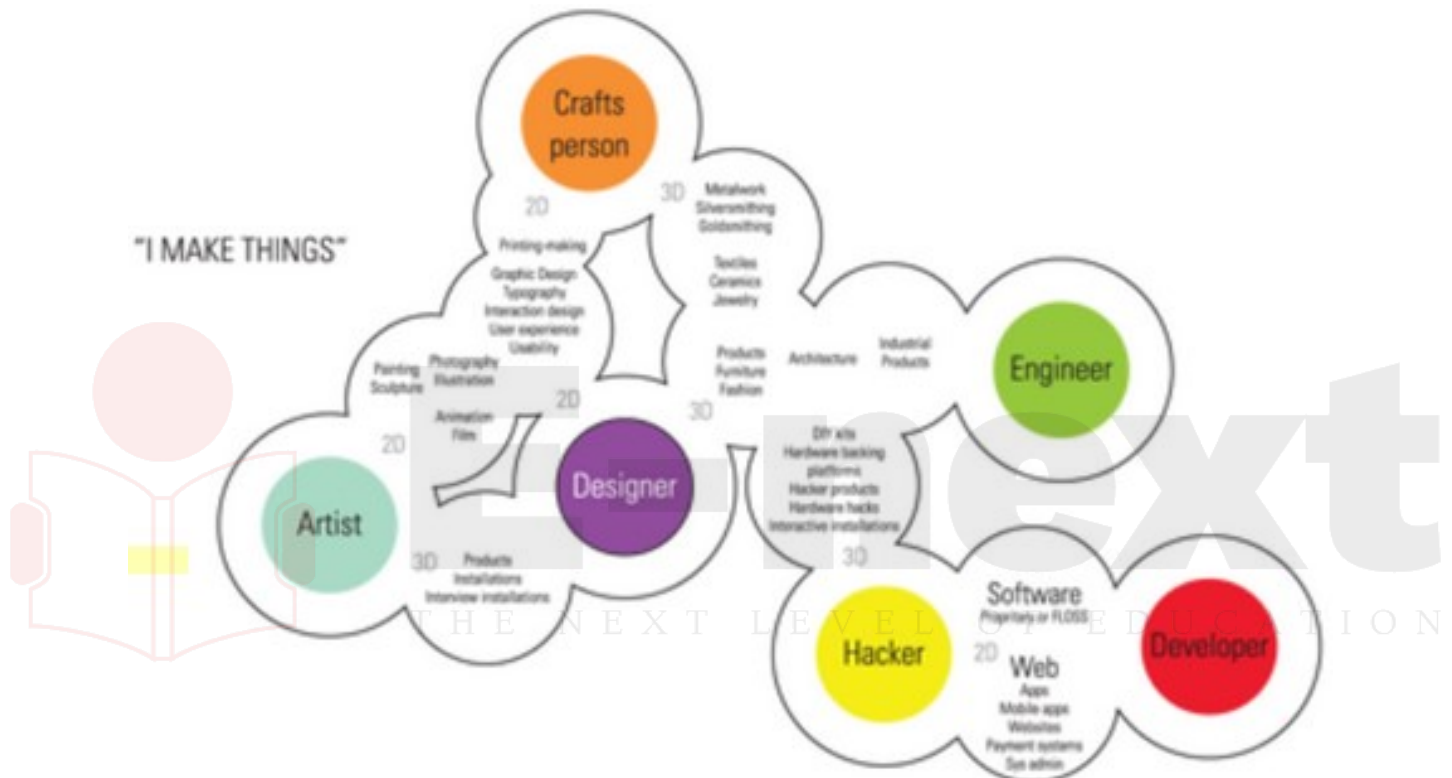 Crafts
person
2D
3D
Metalwork
Silversmithing
Goldsmithing
"I MAKE THINGS"
Printing-making
Textiles
Ceramics
Jewelry
Graphic Design
Typography
Interaction design
User experience
Usability
Products
Furniture
Fashion
Architecture
Industrial
Products
Engineer
Painting
Sculpture
Photography
Illustration
Animation
Film
2D
2D
3D
DIY kits
Hardware backing
platforms
Hacker products
Hardware hacks
Interactive installations
3D
Designer
Artist
3D
Products
Installations
Interview installations
Hacker
Software
Propritary or FLOSS
2D
Web
Apps
Mobile apps
Websites
Payment systems
Sys admin
Developer
E-next
THE NEXT LEVEL OF EDUCATION